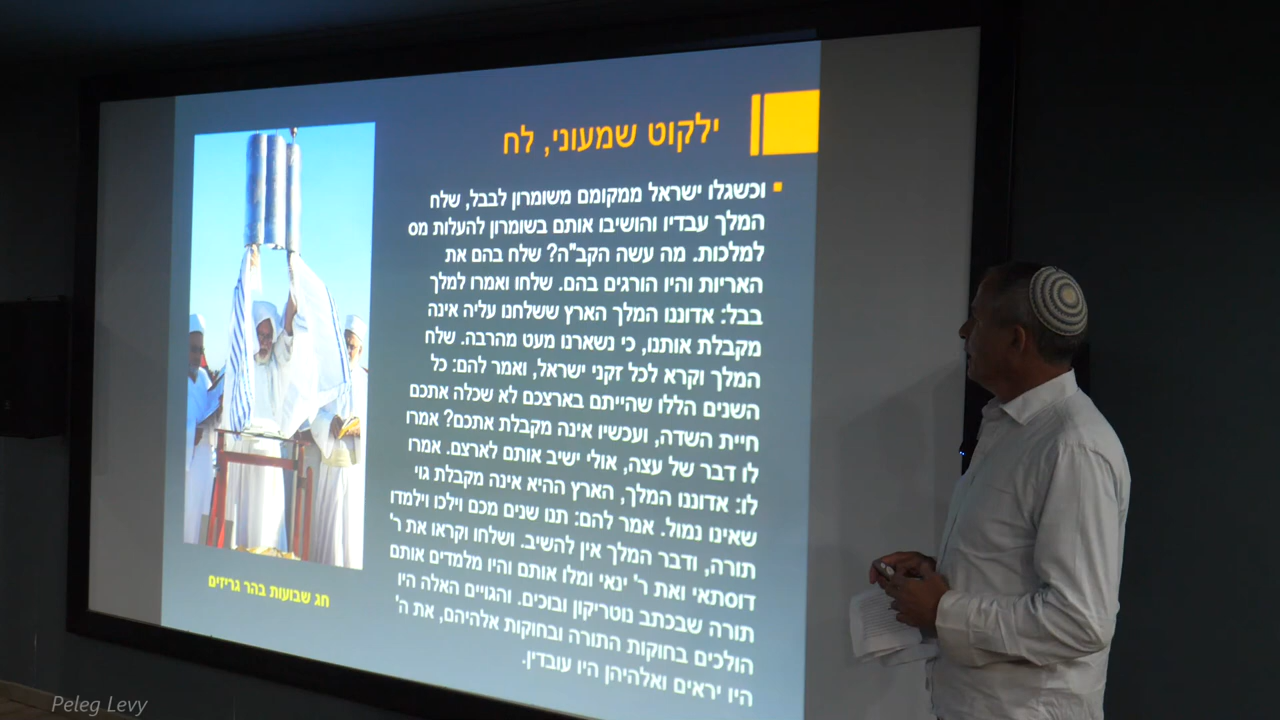 ילקוט שמעוני, לח
וכשגלו ישראל ממקומם משומרון לבבל, שלח
המלך עבדיו והושיבו אותם בשומרון להעלות מס
למלכות. מה עשה הקב"ה? שלח בהם את
האריות והיו הורגים בהם. שלחו ואמרו למלך
בבל: אדוננו המלך הארץ ששלחנו עליה אינה
מקבלת אותנו, כי נשארנו מעט מהרבה. שלח
המלך וקרא לכל זקני ישראל, ואמר להם: כל
השנים הללו שהייתם בארצכם לא שכלה אתכם
חיית השדה, ועכשיו אינה מקבלת אתכם? אמרו
לו דבר של עצה, אולי ישיב אותם לארצם. אמרו
לו: אדוננו המלך, הארץ ההיא אינה מקבלת גוי
שאינו נמול. אמר להם: תנו שנים מכם וילכו וילמדו
תורה, ודבר המלך אין להשיב. ושלחו וקראו את ר'
דוסתאי ואת ר' ינאי ומלו אותם והיו מלמדים אותם
תורה שבכתב נוטריקון ובוכים. והגויים האלה היו
הולכים בחוקות התורה ובחוקות אלהיהם, את ה'
היו יראים ואלהיהן היו עובדין.
חג שבועות בהר גריזים
Peleg Levy